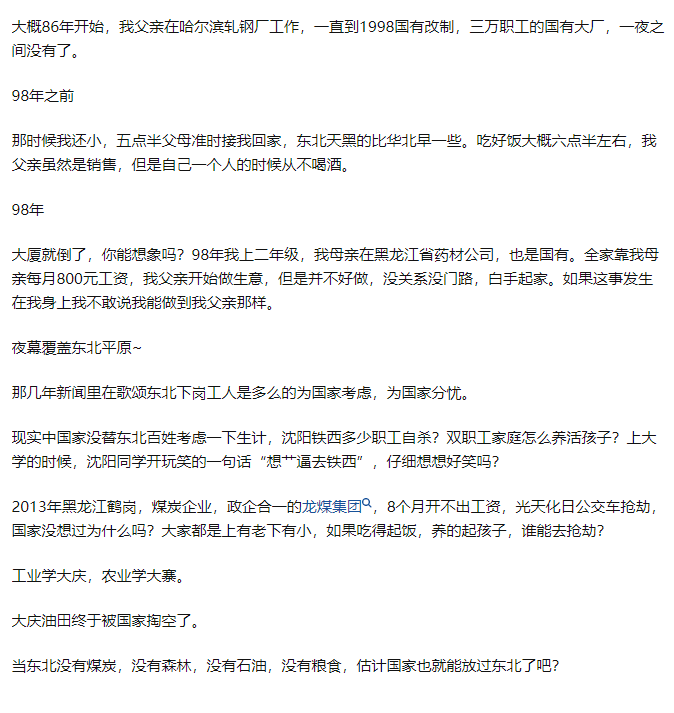 大概86年开始，我父亲在哈尔滨轧钢厂工作，一直到1998国有改制，三万职工的国有大厂，一夜之
间没有了。
98年之前
那时候我还小，五点半父母准时接我回家，东北天黑的比华北早一些。吃好饭大概六点半左右，我
父亲虽然是销售，但是自己一个人的时候从不喝酒。
98年
大厦就倒了，你能想象吗？98年我上二年级，我母亲在黑龙江省药材公司，也是国有。全家靠我母
亲每月800元工资，我父亲开始做生意，但是并不好做，没关系没门路，白手起家。如果这事发生
在我身上我不敢说我能做到我父亲那样。
夜幕覆盖东北平原~
那几年新闻里在歌颂东北下岗工人是多么的为国家考虑，为国家分忧。
现实中国家没替东北百姓考虑一下生计，沈阳铁西多少职工自杀？双职工家庭怎么养活孩子？上大
学的时候，沈阳同学开玩笑的一句话“想艹逼去铁西”，仔细想想好笑吗？
2013年黑龙江鹤岗，煤炭企业，政企合一的龙煤集团，8个月开不出工资，光天化日公交车抢劫，
国家没想过为什么吗？大家都是上有老下有小，如果吃得起饭，养的起孩子，谁能去抢劫？
工业学大庆，农业学大寨。
大庆油田终于被国家掏空了。
当东北没有煤炭，没有森林，没有石油，没有粮食，估计国家也就能放过东北了吧？